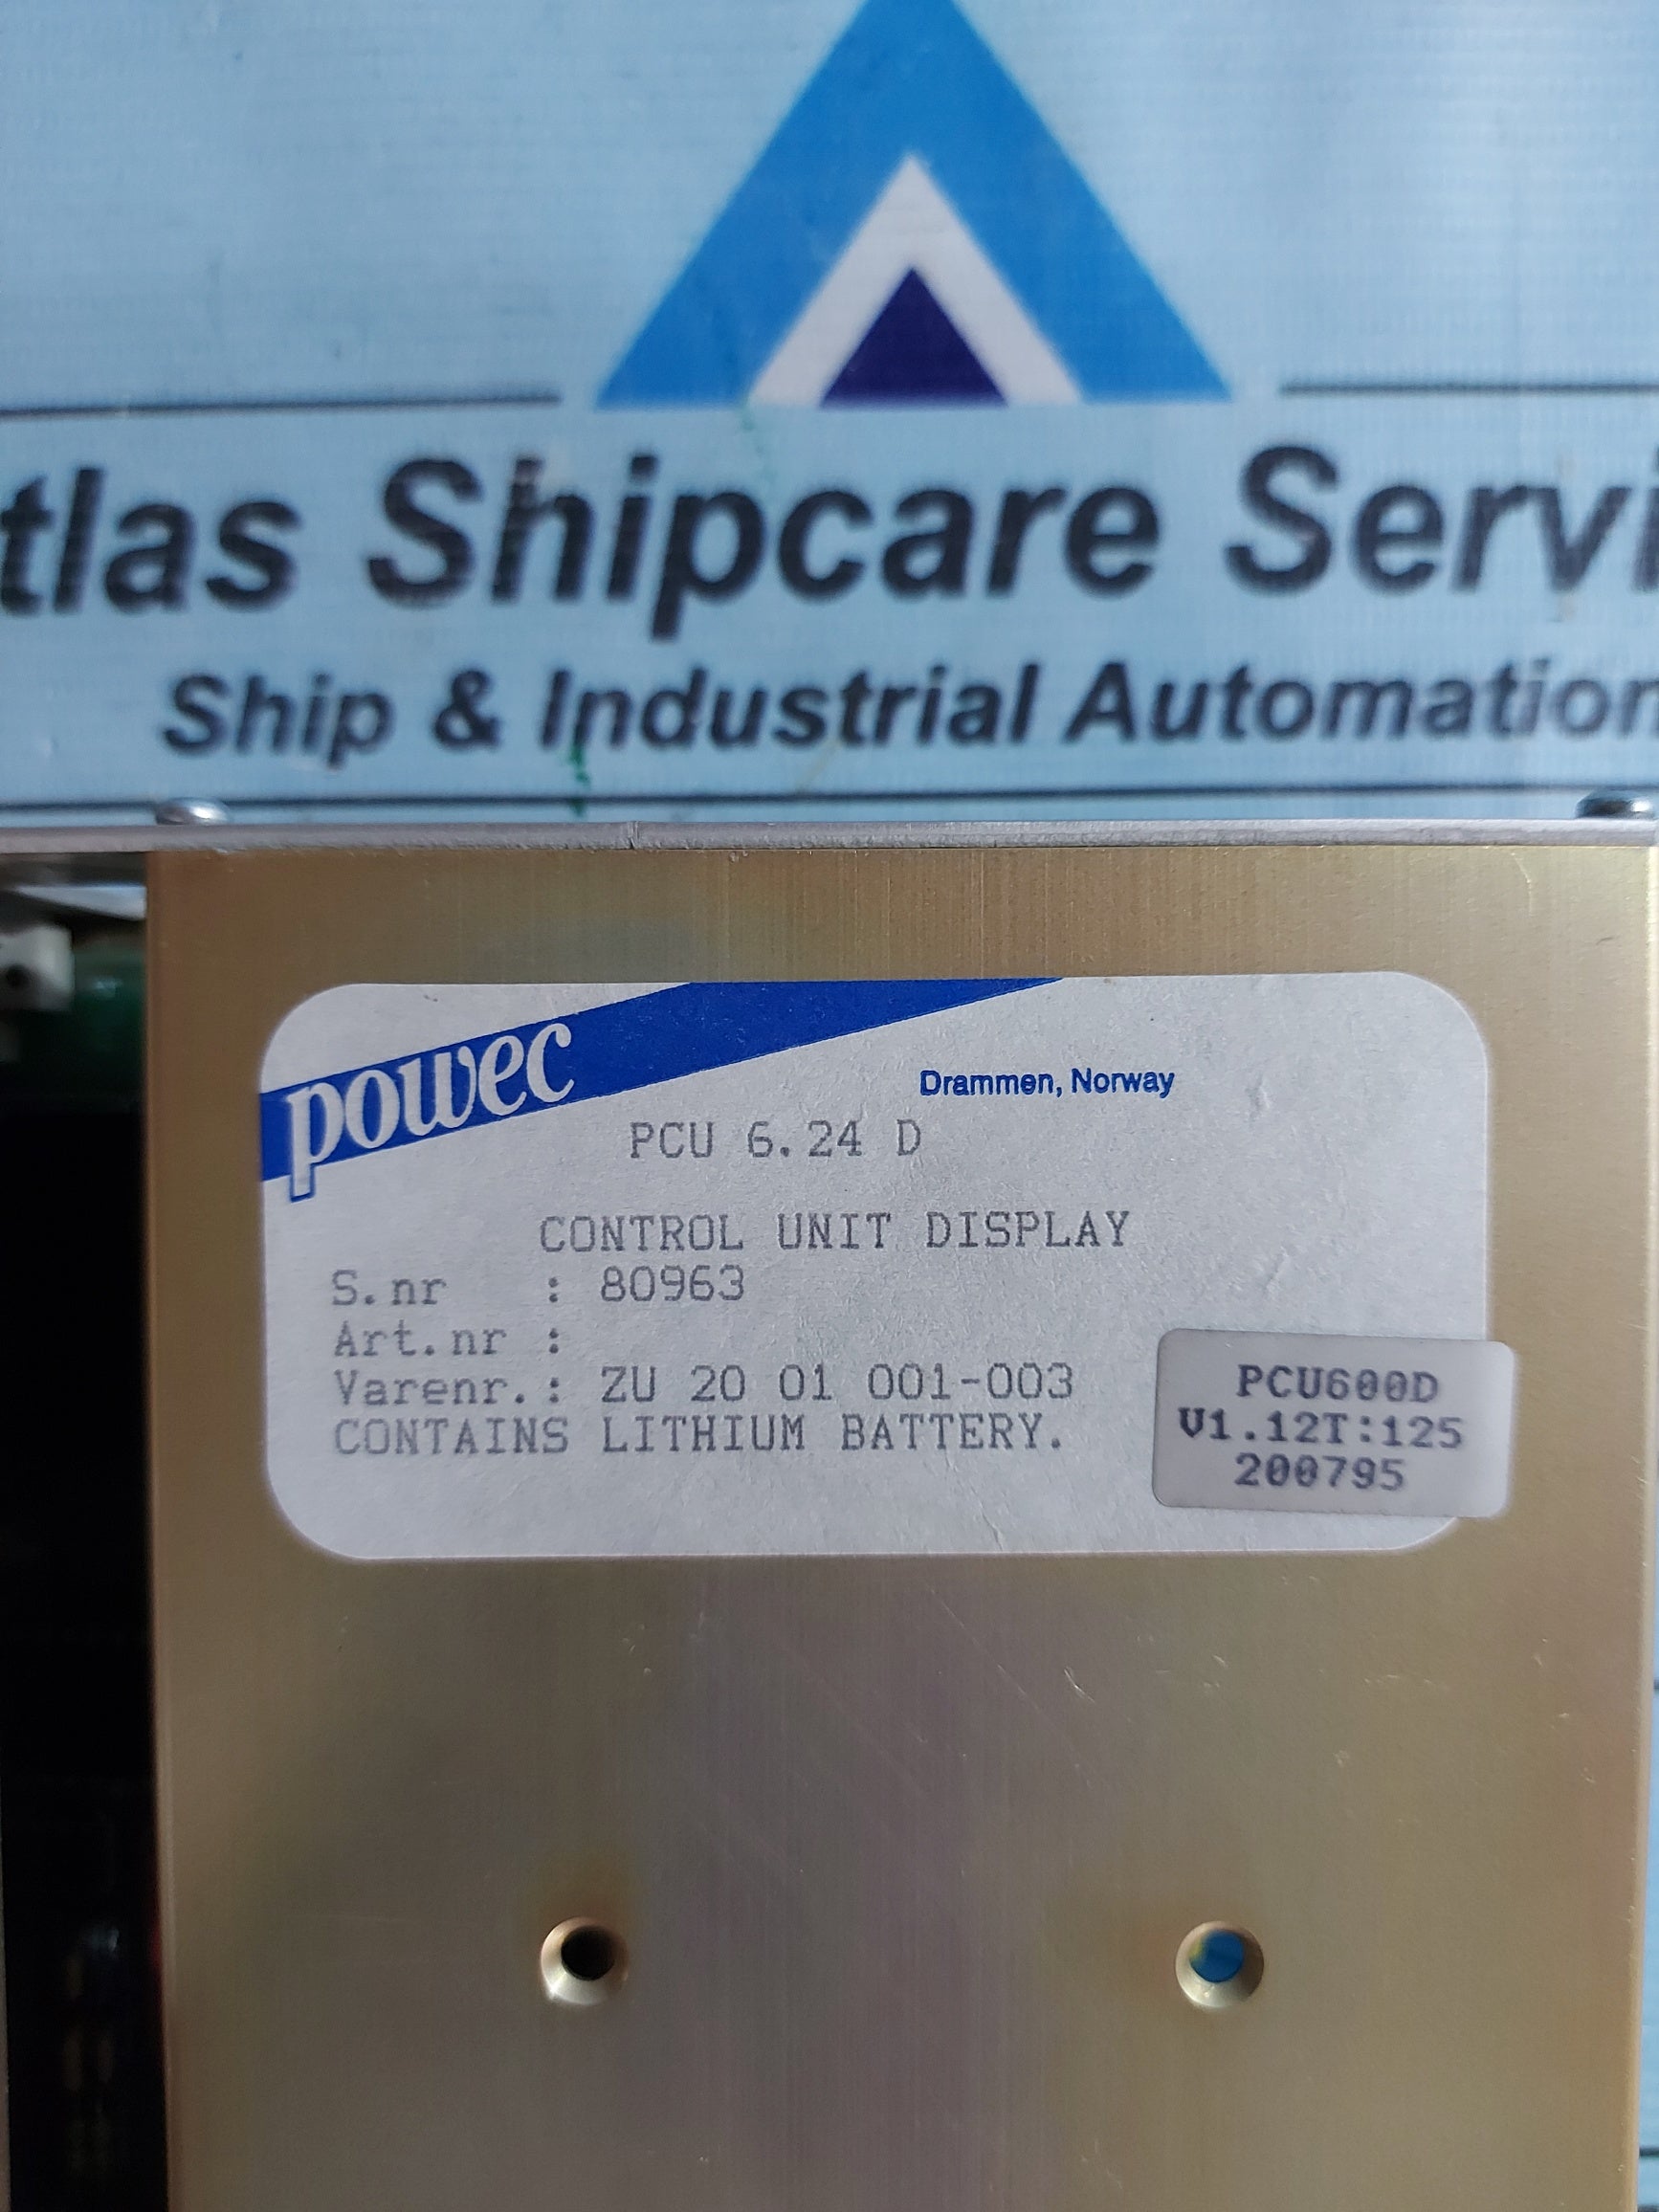 tlas Shipcare Servi
Ship & Industrial Automation
powec
Drammen, Norway
PCU 6.24 D
CONTROL UNIT DISPLAY
S.nr : 80963
Art.nr :
Varenr.: ZU 20 01 001-003
CONTAINS LITHIUM BATTERY.
PCU600D
V1.12T:125
200795